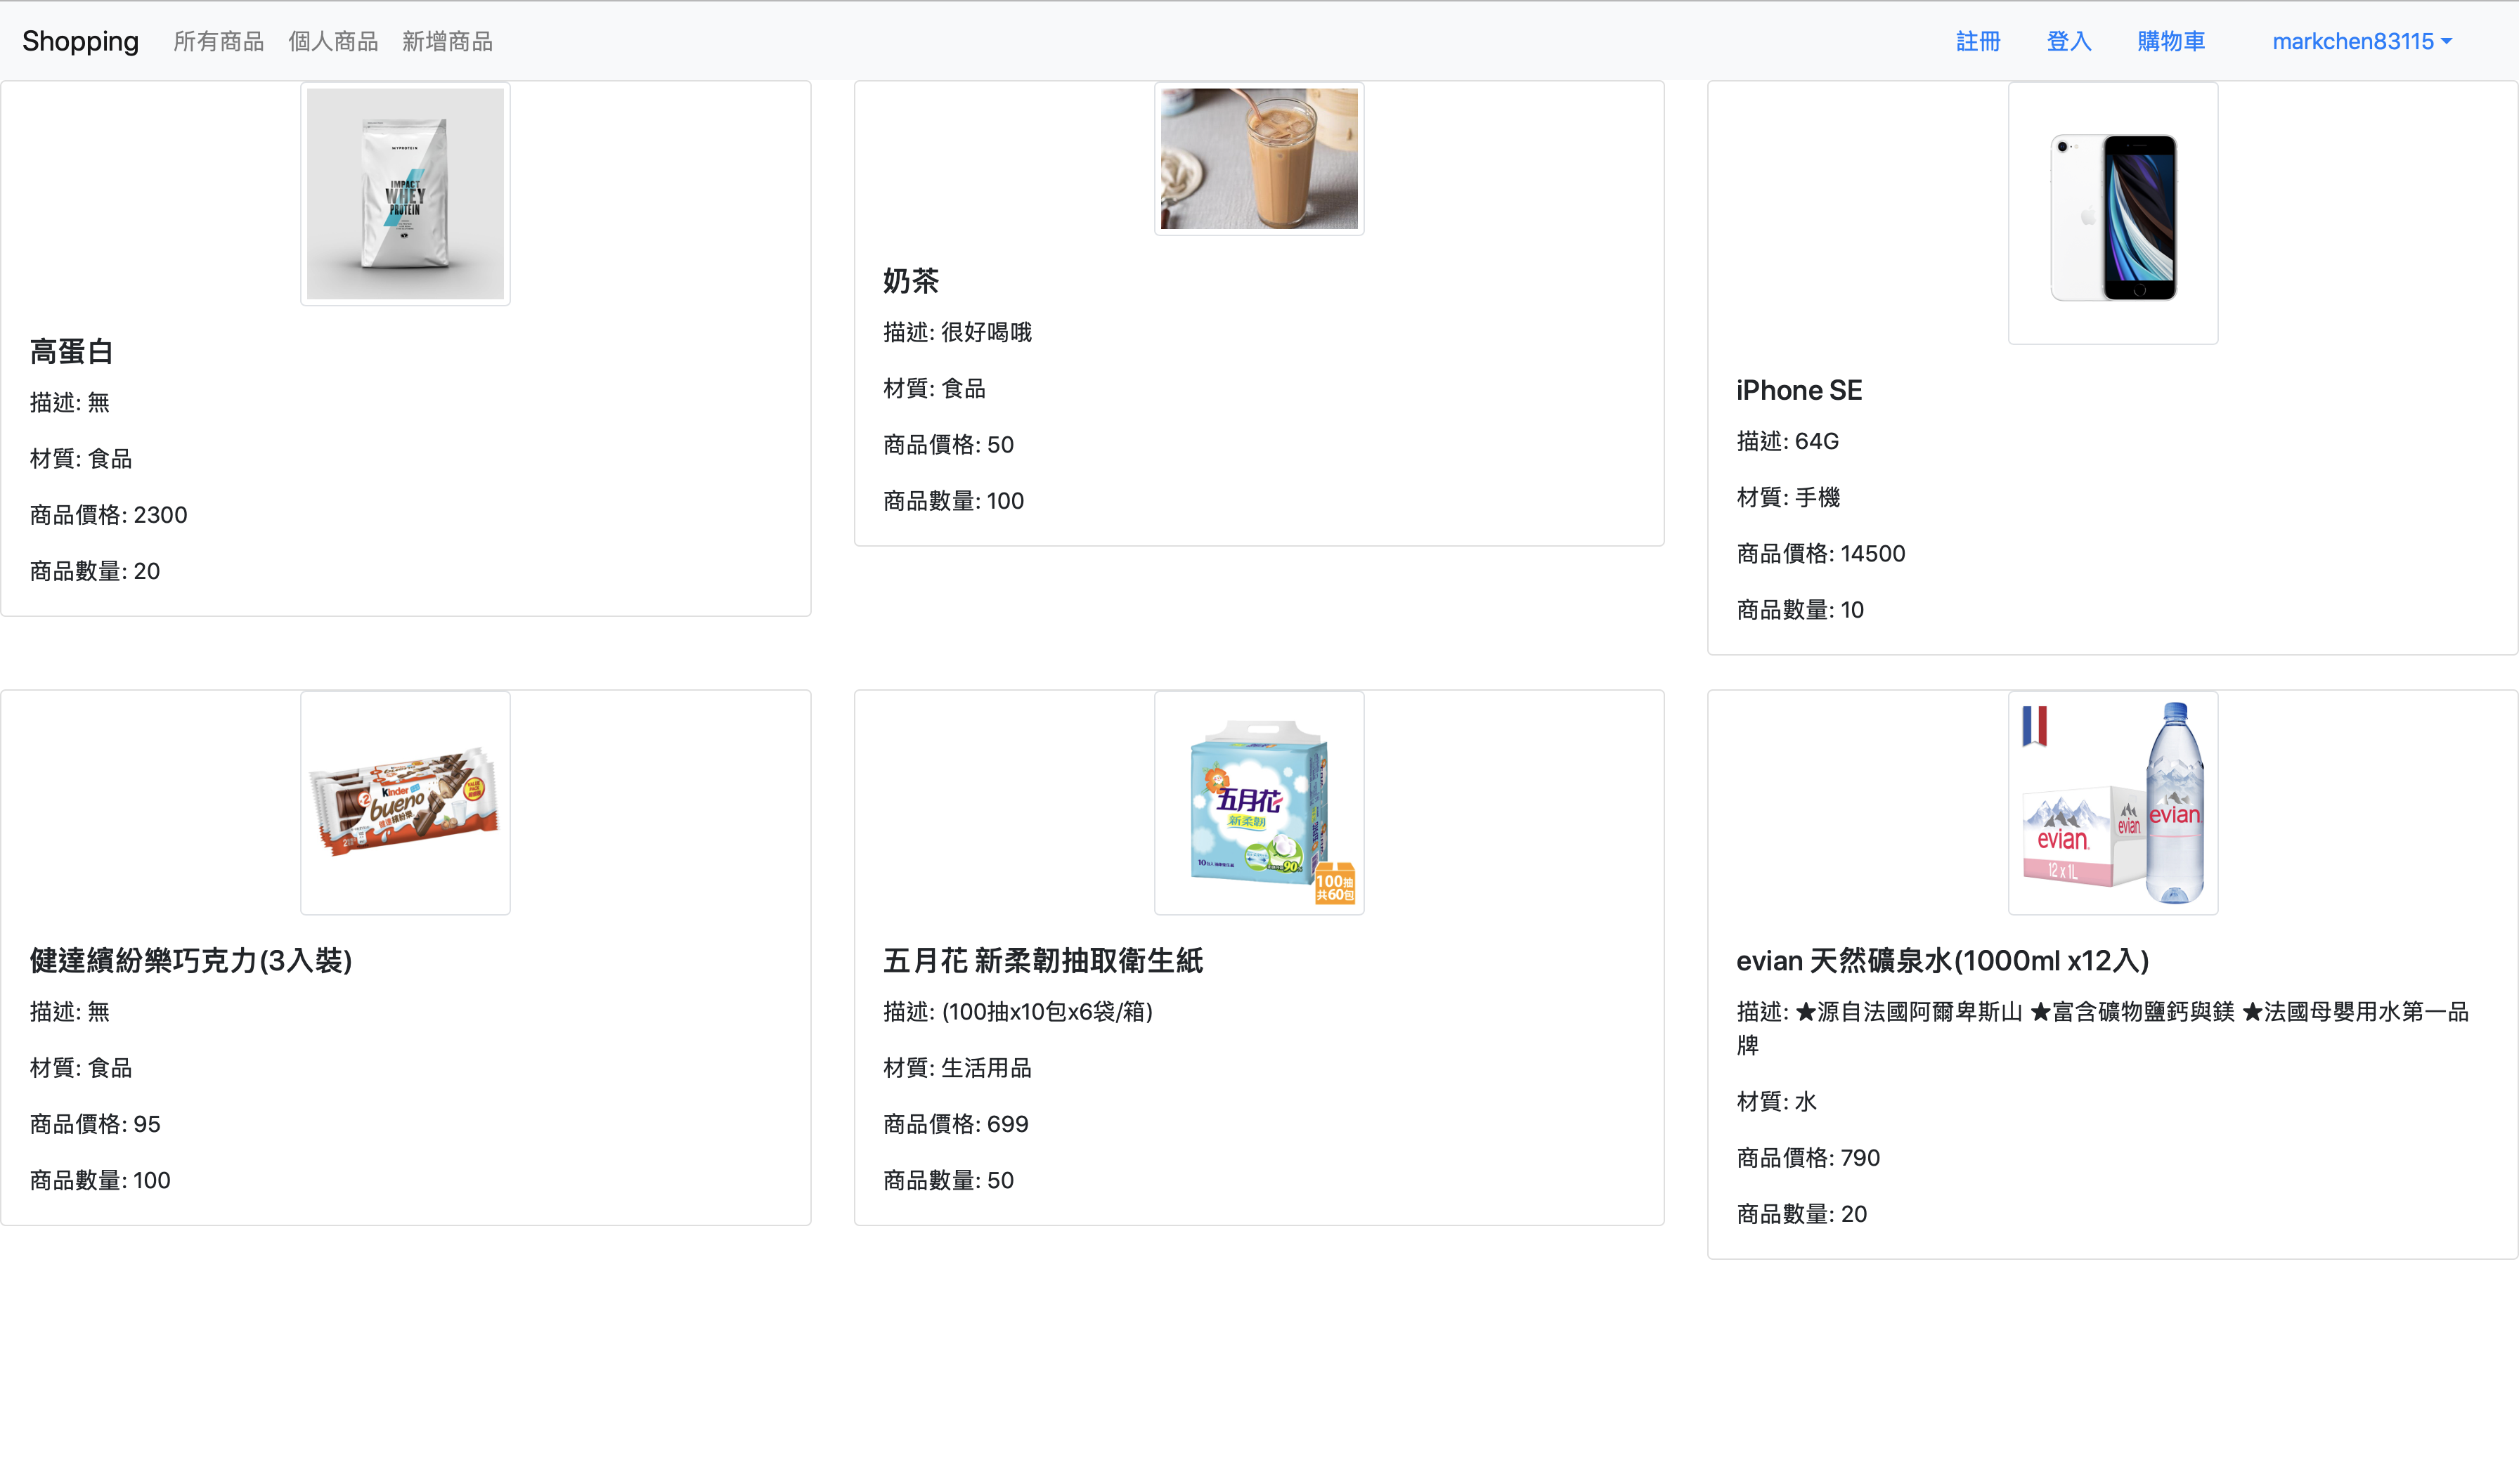 Shopping 所有商品 個人商品 新增商品 註冊 登入 購物車 markchen83115
MYPROTEIN
IMPACT
WHEY
PROTEIN
高蛋白
描述: 無
材質: 食品
商品價格: 2300
商品數量: 20
奶茶
描述: 很好喝哦
材質: 食品
商品價格: 50
商品數量: 100
iPhone SE
描述: 64G
材質: 手機
商品價格: 14500
商品數量: 10
kinder
bueno
健達繽紛樂
健達繽紛樂巧克力(3入裝)
描述: 無
材質: 食品
商品價格: 95
商品數量: 100
五月花
新柔韌
90%
100抽
共60包
五月花 新柔韌抽取衛生紙
描述: (100抽x10包x6袋/箱)
材質: 生活用品
商品價格: 699
商品數量: 50
evian
evian
evian
12 x 1L
evian 天然礦泉水(1000ml x12入)
描述: ★源自法國阿爾卑斯山 ★富含礦物鹽鈣與鎂 ★法國母嬰用水第一品
牌
材質: 水
商品價格: 790
商品數量: 20